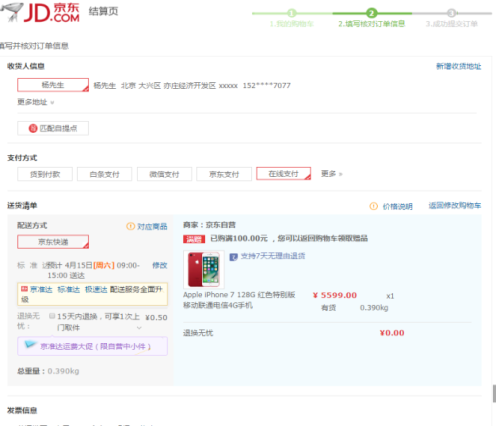 JD.COM 京东 结算页
1.我的购物车 2.填写核对订单信息 3.成功提交订单
填写并核对订单信息
收货人信息 新增收货地址
杨先生 杨先生 北京 大兴区 亦庄经济开发区 xxxxx 152****7077
更多地址
匹配自提点
支付方式
货到付款 白条支付 微信支付 京东支付 在线支付 更多
送货清单 价格说明 返回修改购物车
配送方式 对应商品
京东快递
标 准 达 预计 4月15日[周六] 09:00-15:00 送达 修改
京准达 标准达 极速达 配送服务全面升级
退换无忧: 15天内退换,可享1次上门取件 ¥0.50
京准达运费大促(限自营中小件)
总重量:0.390kg
商家:京东自营
满赠 已购满100.00元 ,您可以返回购物车领取赠品
支持7天无理由退货
Apple iPhone 7 128G 红色特别版 移动联通电信4G手机
¥ 5599.00 x1
有货 0.390kg
退换无忧 ¥0.00
发票信息